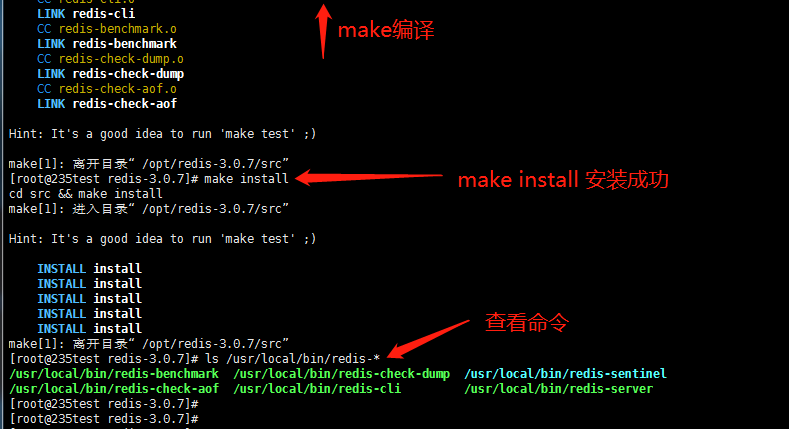 CC redis-cli.o
LINK redis-cli
CC redis-benchmark.o
make编译
LINK redis-benchmark
CC redis-check-dump.o
LINK redis-check-dump
CC redis-check-aof.o
LINK redis-check-aof
Hint: It's a good idea to run 'make test' ;)
make[1]: 离开目录“ /opt/redis-3.0.7/src”
[root@235test redis-3.0.7]# make install
make install 安装成功
cd src && make install
make[1]: 进入目录“ /opt/redis-3.0.7/src”
Hint: It's a good idea to run 'make test' ;)
INSTALL install
INSTALL install
INSTALL install
INSTALL install
INSTALL install
查看命令
make[1]: 离开目录“ /opt/redis-3.0.7/src”
[root@235test redis-3.0.7]# ls /usr/local/bin/redis-*
/usr/local/bin/redis-benchmark /usr/local/bin/redis-check-dump /usr/local/bin/redis-sentinel
/usr/local/bin/redis-check-aof /usr/local/bin/redis-cli /usr/local/bin/redis-server
[root@235test redis-3.0.7]#
[root@235test redis-3.0.7]#